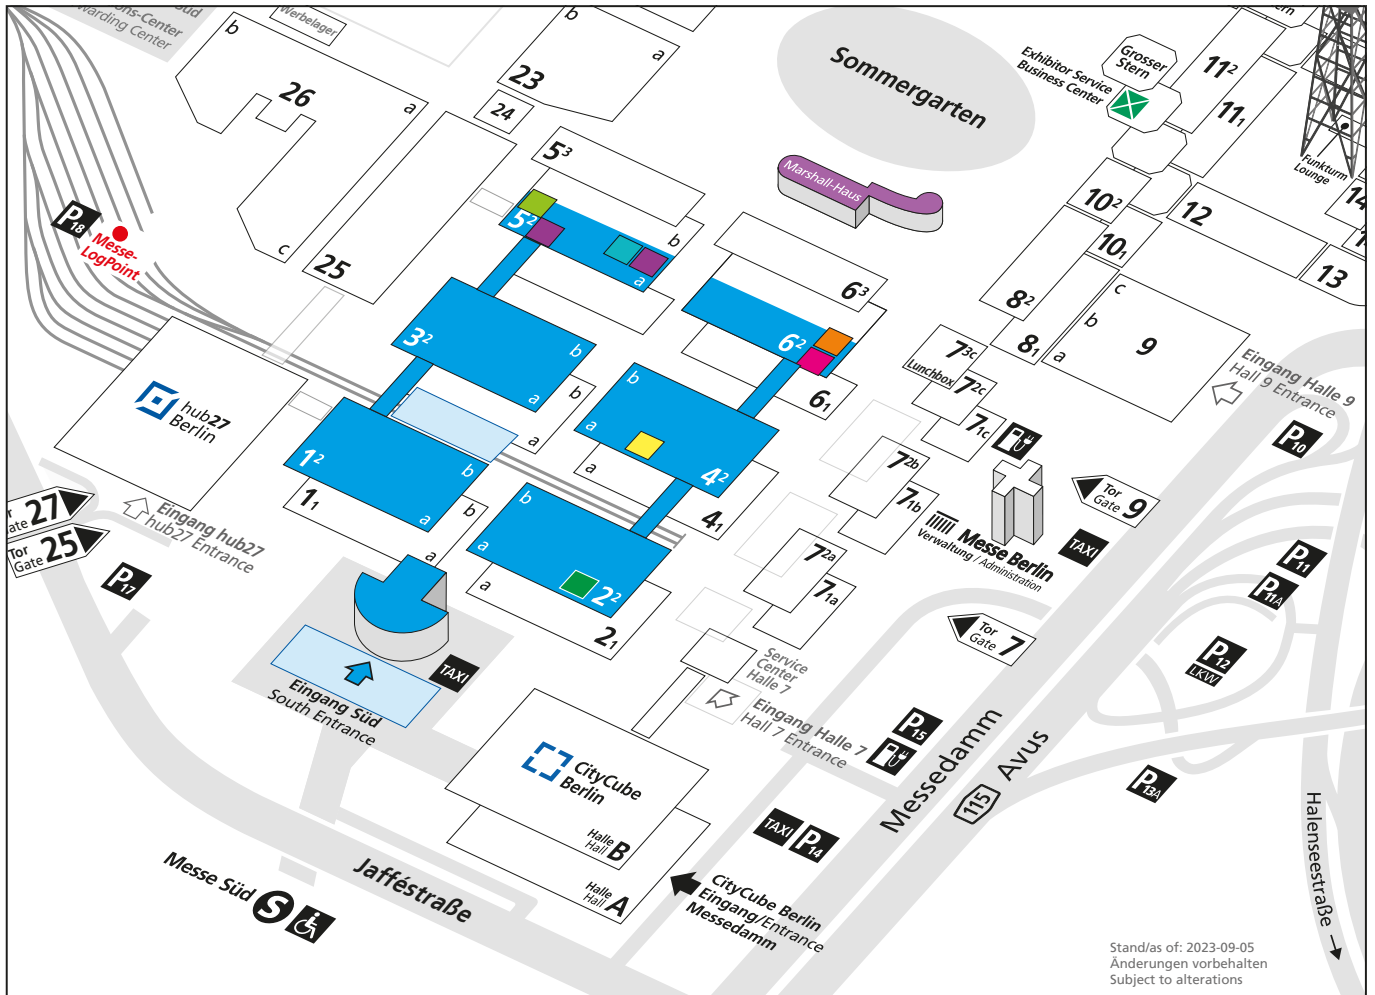 ons-Center
warding Center
Werbelager
b
a
23
24
b
26
a
c
25
P18
Messe-
LogPoint
5³
5²
b
a
Sommergarten
Marshall-Haus
Exhibitor Service
Business Center
Grosser
Stern
11²
11₁
Funkturm
Lounge
14
10²
10₁
12
13
8²
8₁
c
b
a
9
Eingang Halle 9
Hall 9 Entrance
P10
6³
6²
6₁
7³c
Lunchbox
7²c
7₁c
3²
b
a
b
a
hub27
Berlin
1²
b
a
1₁
b
a
b
a
4²
a
4₁
b
a
2²
a
2₁
7²b
7₁b
7²a
7₁a
Messe Berlin
Verwaltung / Administration
Tor
Gate 9
TAXI
P11
P11A
P12
LKW
Tor
Gate 7
ate 27
Tor
Gate 25
Eingang hub27
hub27 Entrance
P17
TAXI
Eingang Süd
South Entrance
Service
Center
Halle 7
Eingang Halle 7
Hall 7 Entrance
P15
CityCube
Berlin
Halle
Hall B
Halle
Hall A
TAXI
P14
CityCube Berlin
Eingang/Entrance
Messedamm
Messedamm
115
Avus
P13A
Halenseestraße
Jafféstraße
Messe Süd
S
Stand/as of: 2023-09-05
Änderungen vorbehalten
Subject to alterations